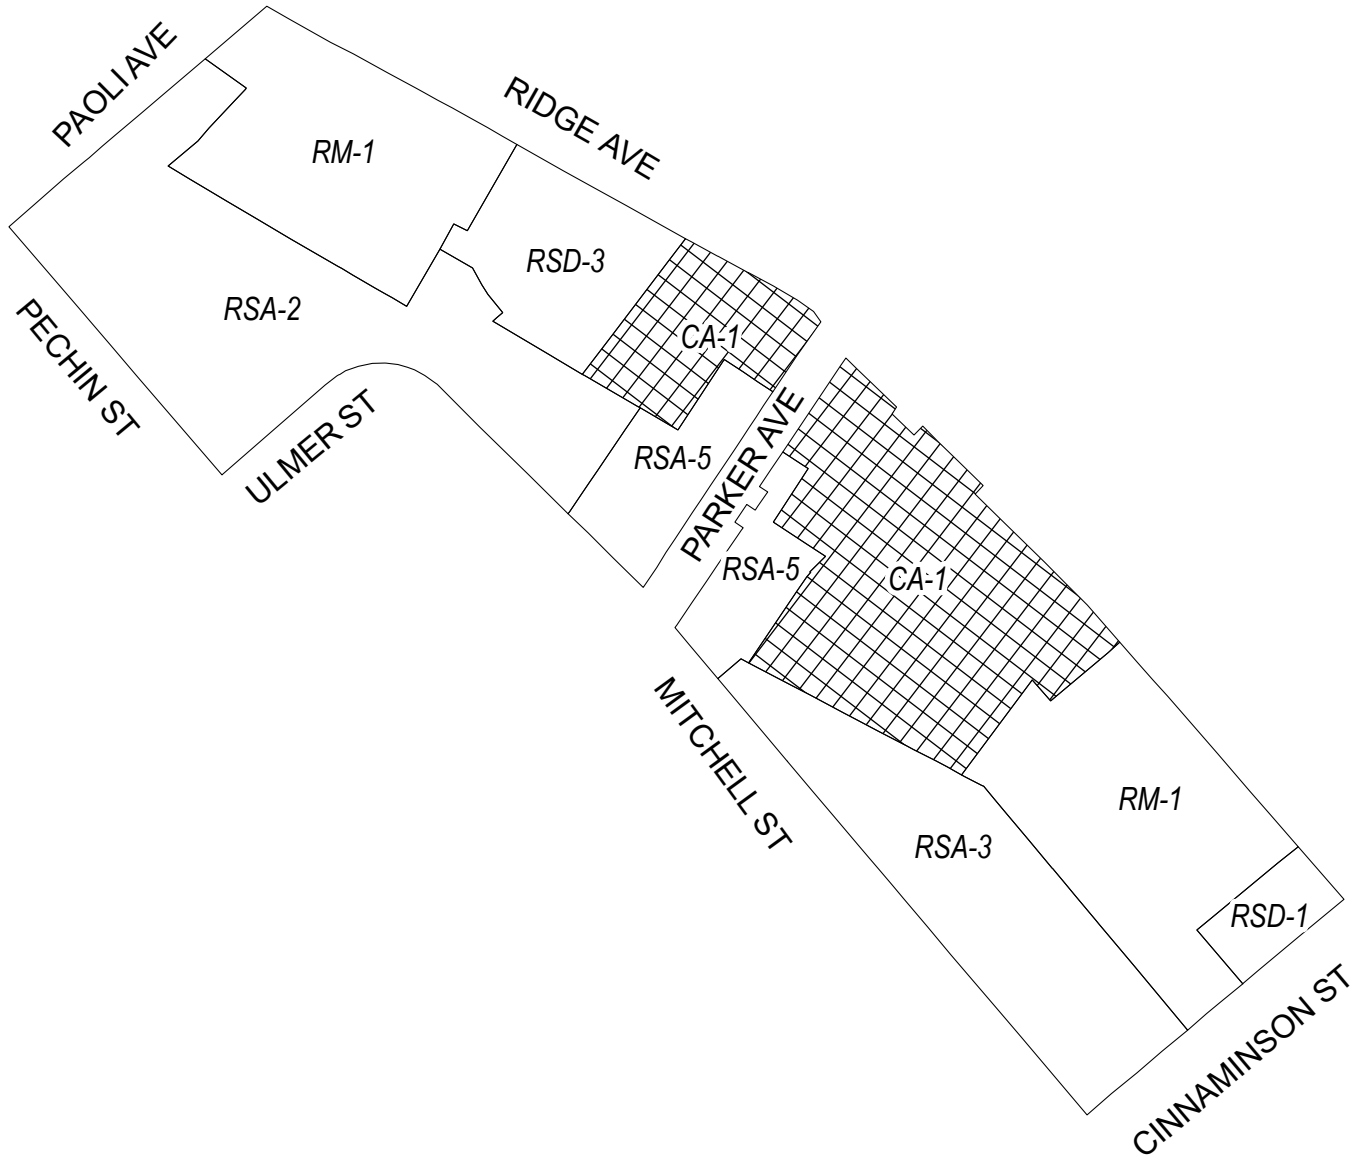 PAOLI AVE
RIDGE AVE
RM-1
RSD-3
RSA-2
CA-1
PECHIN ST
ULMER ST
RSA-5
PARKER AVE
RSA-5
CA-1
MITCHELL ST
RM-1
RSA-3
RSD-1
CINNAMINSON ST